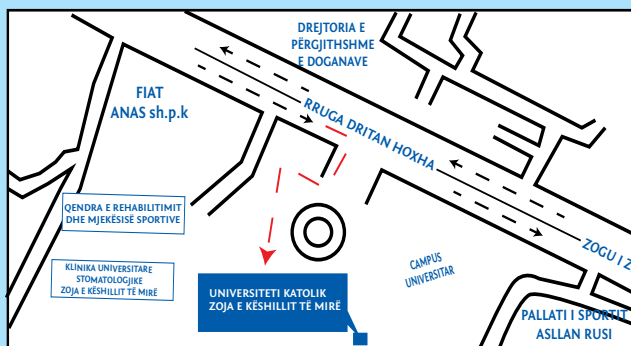 DREJTORIA E
PËRGJITHSHME
E DOGANAVE
FIAT
ANAS sh.p.k
RRUGA DRITAN HOXHA
QENDRA E REHABILITIMIT
DHE MJEKËSISË SPORTIVE
KLINIKA UNIVERSITARE
STOMATOLOGJIKE
ZOJA E KËSHILLIT TË MIRË
CAMPUS
UNIVERSITAR
ZOGU I Z
UNIVERSITETI KATOLIK
ZOJA E KËSHILLIT TË MIRË
PALLATI I SPORTIT
ASLLAN RUSI